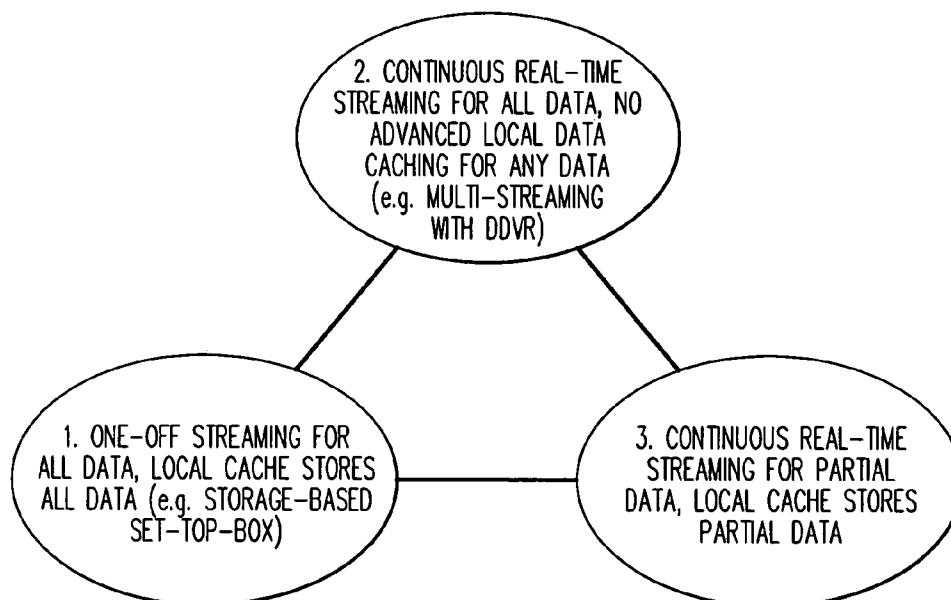 2. CONTINUOUS REAL-TIME
STREAMING FOR ALL DATA, NO
ADVANCED LOCAL DATA
CACHING FOR ANY DATA
(e.g. MULTI-STREAMING
WITH DDVR)
1. ONE-OFF STREAMING FOR
ALL DATA, LOCAL CACHE STORES
ALL DATA (e.g. STORAGE-BASED
SET-TOP-BOX)
3. CONTINUOUS REAL-TIME
STREAMING FOR PARTIAL
DATA, LOCAL CACHE STORES
PARTIAL DATA